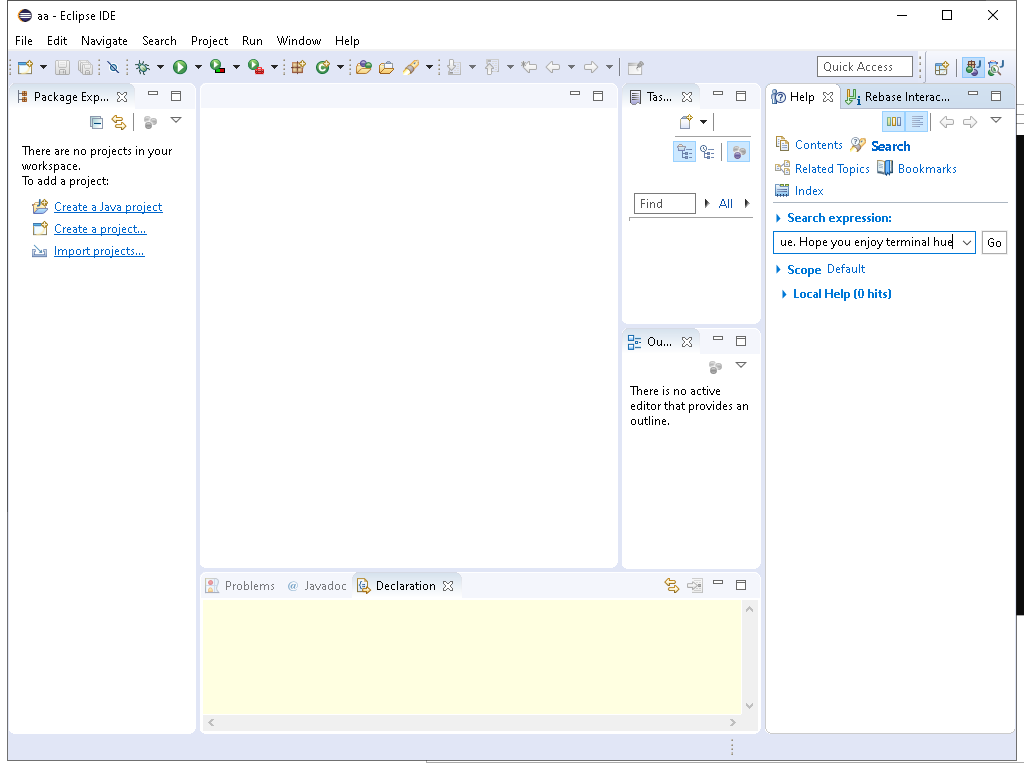 aa - Eclipse IDE
File Edit Navigate Search Project Run Window Help
Quick Access
Package Exp...
There are no projects in your
workspace.
To add a project:
Create a Java project
Create a project...
Import projects...
Tas...
Find
All
Ou...
There is no active
editor that provides an
outline.
Problems @ Javadoc Declaration
Help Rebase Interac...
Contents Search
Related Topics Bookmarks
Index
Search expression:
ue. Hope you enjoy terminal hue Go
Scope Default
Local Help (0 hits)